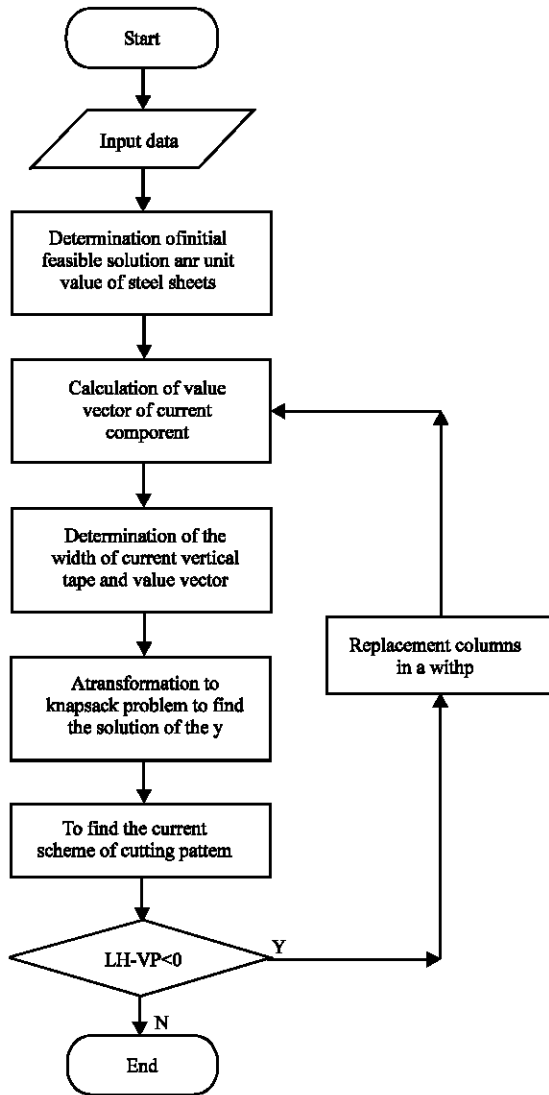 Start
Input data
Determination ofinitial
feasible solution anr unit
value of steel sheets
Calculation of value
vector of current
component
Determination of the
width of current vertical
tape and value vector
Replacement columns
in a withp
Atransformation to
knapsack problem to find
the solution of the y
To find the current
scheme of cutting pattem
LH-VP<0
Y
N
End